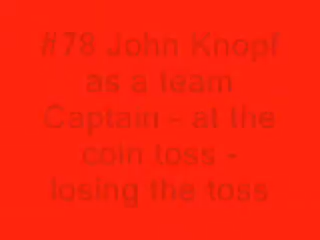 #78 John Knopf
as a team
Captain - at the
coin toss -
losing the toss